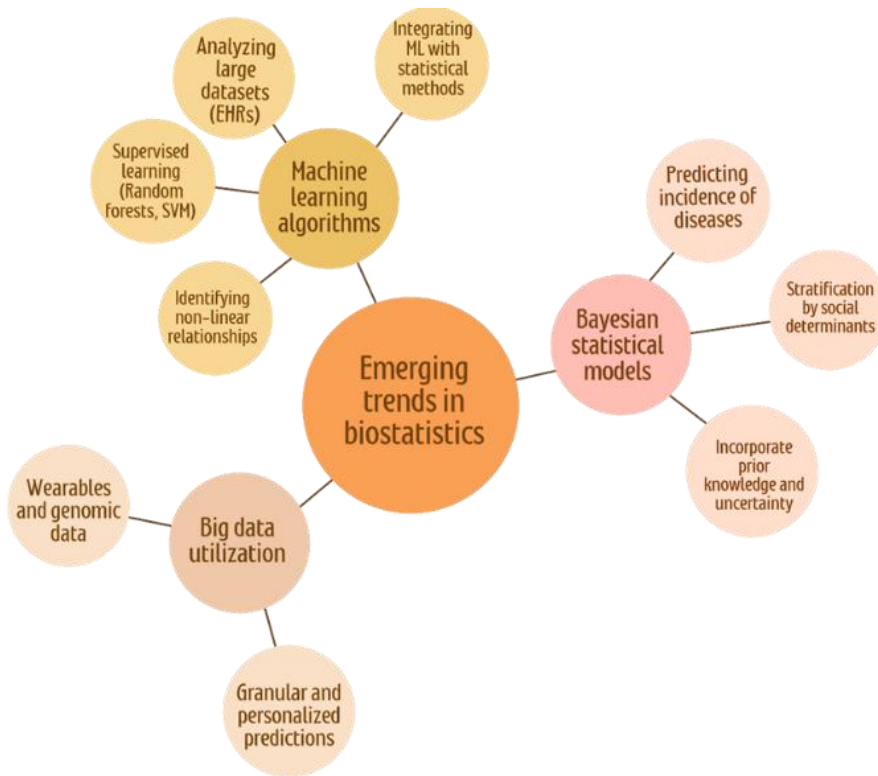 Analyzing
large
datasets
(EHRs)
Integrating
ML with
statistical
methods
Supervised
learning
(Random
forests, SVM)
Machine
learning
algorithms
Identifying
non-linear
relationships
Predicting
incidence of
diseases
Stratification
by social
determinants
Bayesian
statistical
models
Incorporate
prior
knowledge and
uncertainty
Emerging
trends in
biostatistics
Wearables
and genomic
data
Big data
utilization
Granular and
personalized
predictions